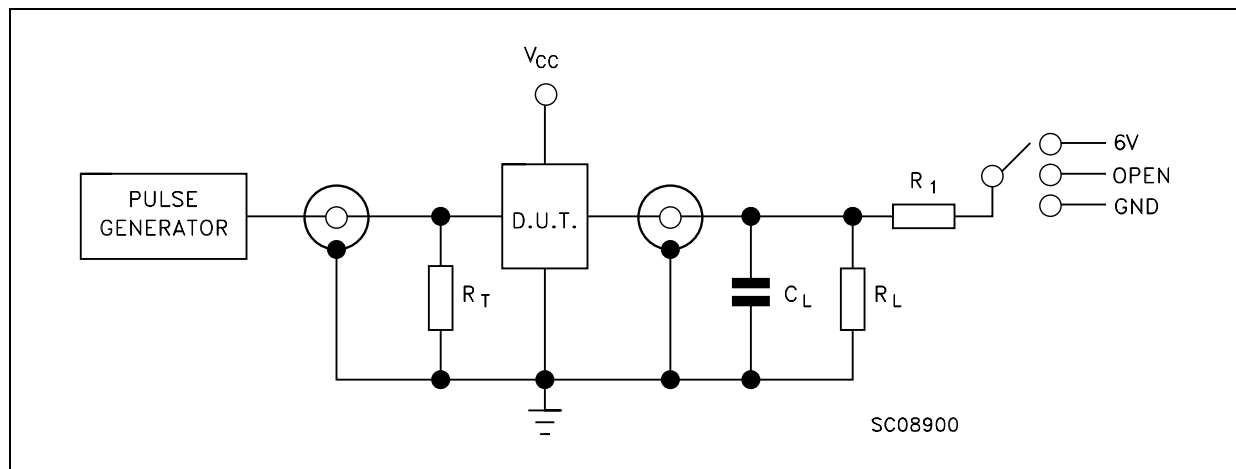 VCC
PULSE
GENERATOR
D.U.T.
RT
CL
RL
R1
6V
OPEN
GND
SC08900